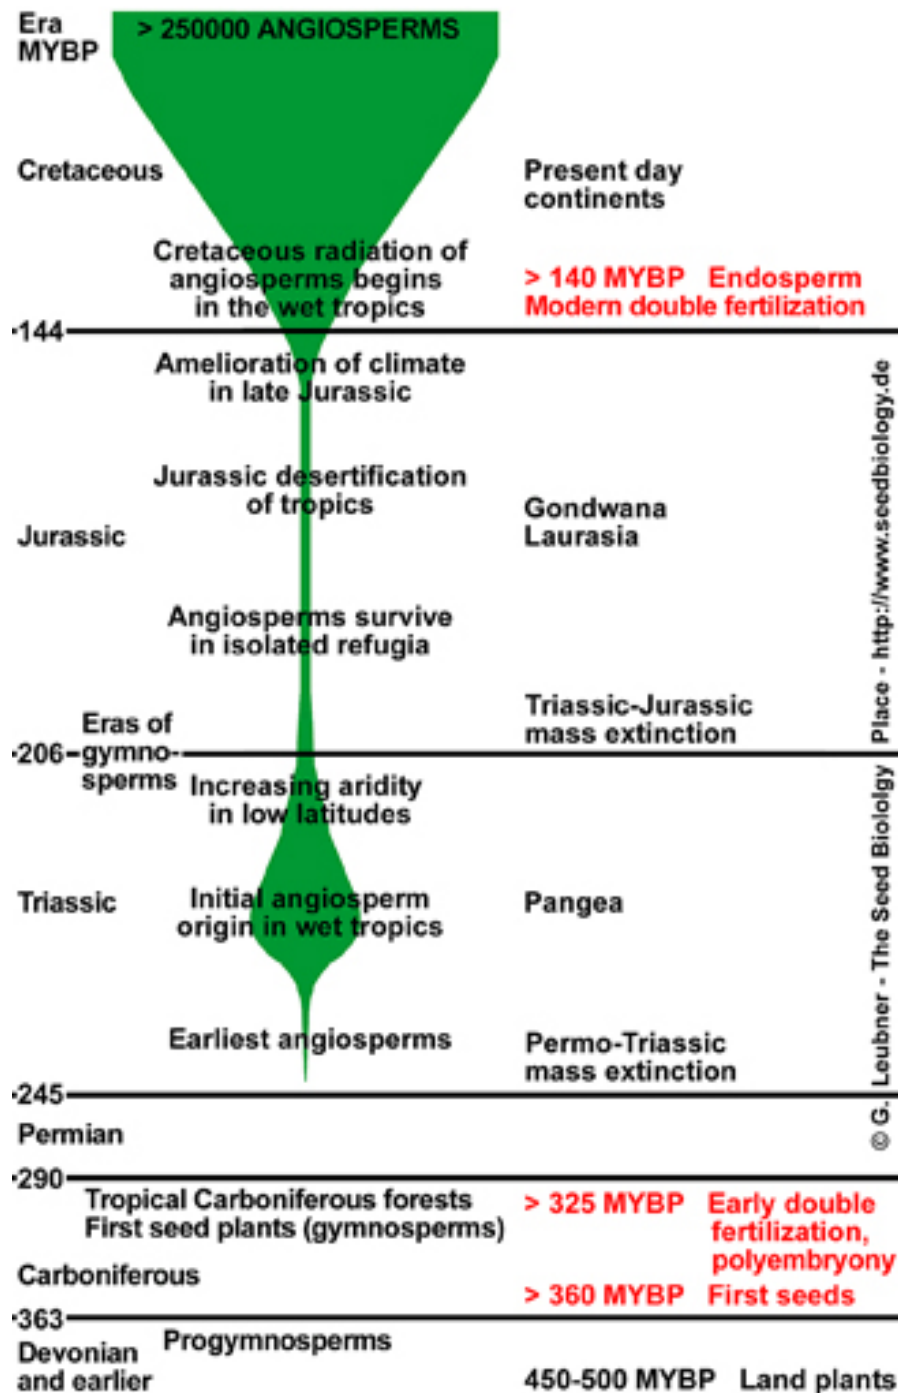 Era
MYBP
> 250000 ANGIOSPERMS
Cretaceous
Present day
continents
Cretaceous radiation of
angiosperms begins
in the wet tropics
> 140 MYBP Endosperm
Modern double fertilization
144
Amelioration of climate
in late Jurassic
Jurassic desertification
of tropics
Gondwana
Laurasia
Jurassic
Angiosperms survive
in isolated refugia
Triassic-Jurassic
mass extinction
Eras of
gymno-
sperms
206
Increasing aridity
in low latitudes
Triassic
Initial angiosperm
origin in wet tropics
Pangea
Earliest angiosperms
Permo-Triassic
mass extinction
245
Permian
290
Tropical Carboniferous forests
First seed plants (gymnosperms)
> 325 MYBP Early double
fertilization,
polyembryony
Carboniferous
> 360 MYBP First seeds
363
Progymnosperms
Devonian
and earlier
450-500 MYBP Land plants
© G. Leubner - The Seed Biololgy Place - http://www.seedbiology.de